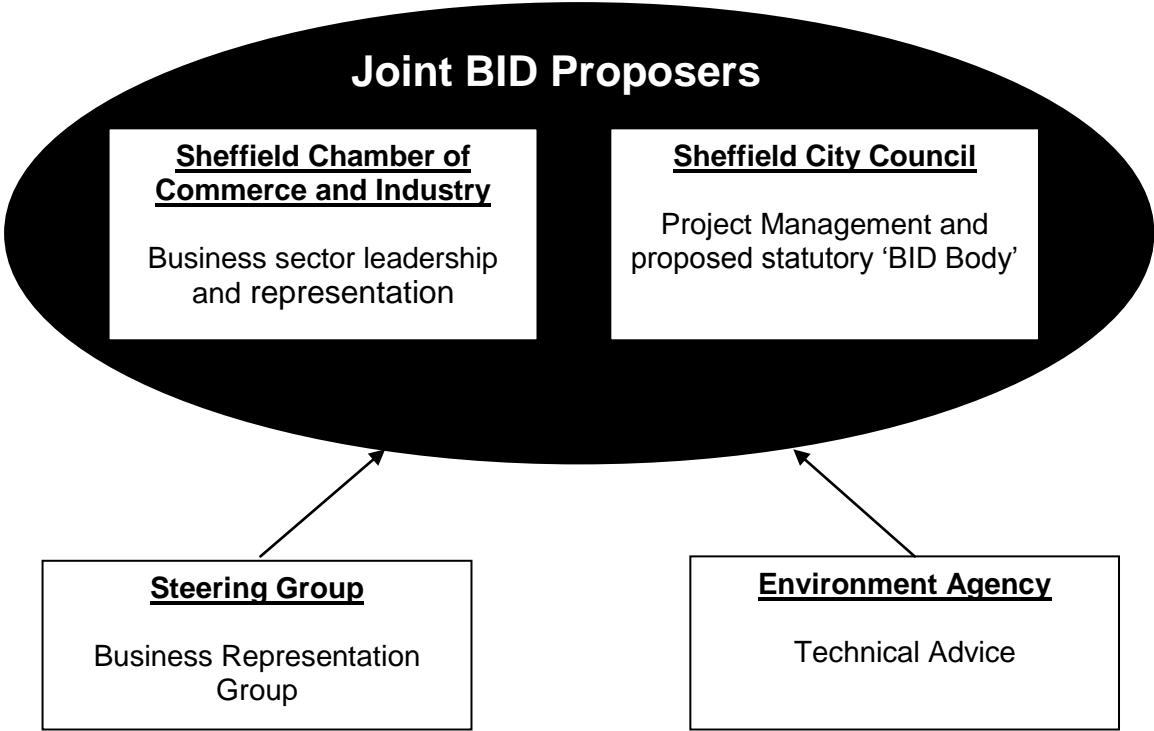 Joint BID Proposers
Sheffield Chamber of
Commerce and Industry
Business sector leadership
and representation
Sheffield City Council
Project Management and
proposed statutory ‘BID Body’
Steering Group
Business Representation
Group
Environment Agency
Technical Advice